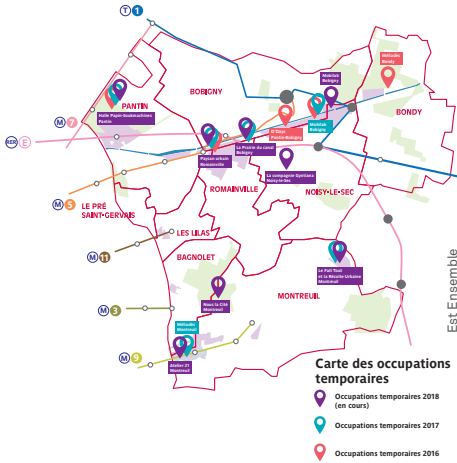 T 1
Mélisdés
Bondy
Mobilab
Bobigny
PANTIN
BOBIGNY
BONDY
Halle Papin-Soukmachines
Pantin
M 7
Mobilab
Bobigny
Pantin-Bobigny
RER E
La Prairie du Canal
Bobigny
Paysan urbain
Romainville
La compagnie Gyntiana
Noisy-le-Sec
M 5
ROMAINVILLE
NOISY-LE-SEC
LE PRÉ
SAINT-GERVAIS
LES LILAS
M 11
BAGNOLET
Le Fait Tout
et la Récolte Urbaine
Montreuil
Nous la Cité
Montreuil
MONTREUIL
M 3
Montreuil
M 9
Atelier 21
Montreuil
Est Ensemble
Carte des occupations
temporaires
Occupations temporaires 2018
(en cours)
Occupations temporaires 2017
Occupations temporaires 2016